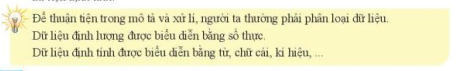 Để thuận tiện trong mô tả và xử lí, người ta thường phải phân loại dữ liệu.
Dữ liệu định lượng được biểu diễn bằng số thực.
Dữ liệu định tính được biểu diễn bằng từ, chữ cái, kí hiệu, ...